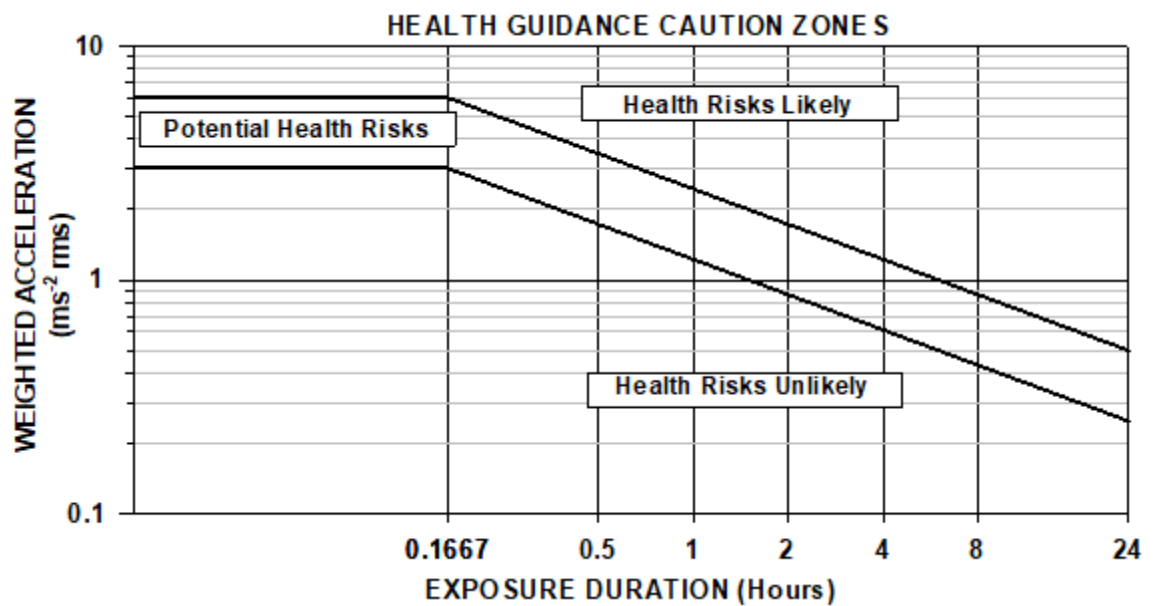 HEALTH GUIDANCE CAUTION ZONES
10
Health Risks Likely
Potential Health Risks
WEIGHTED ACCELERATION
(ms⁻² rms)
1
Health Risks Unlikely
0.1
0.1667 0.5 1 2 4 8 24
EXPOSURE DURATION (Hours)